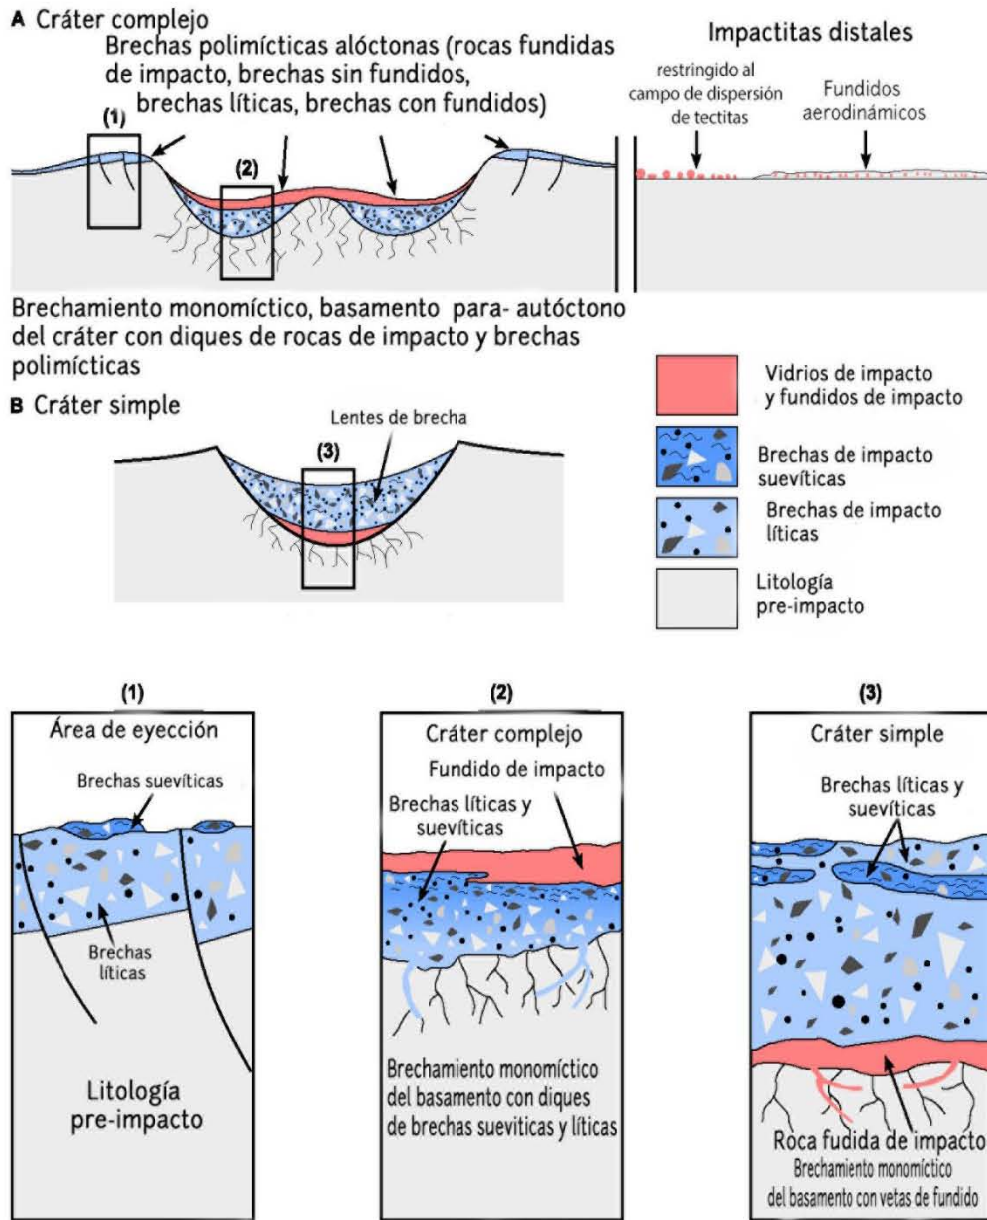 A Cráter complejo
Brechas polimícticas alóctonas (rocas fundidas
de impacto, brechas sin fundidos,
brechas líticas, brechas con fundidos)
(1)
(2)
Impactitas distales
restringido al
campo de dispersión
de tectitas
Fundidos
aerodinámicos
Brechamiento monomíctico, basamento para- autóctono
del cráter con diques de rocas de impacto y brechas
polimícticas
B Cráter simple
Lentes de brecha
(3)
Vidrios de impacto
y fundidos de impacto
Brechas de impacto
suevíticas
Brechas de impacto
líticas
Litología
pre-impacto
(1)
Área de eyección
Brechas suevíticas
Brechas
líticas
Litología
pre-impacto
(2)
Cráter complejo
Fundido de impacto
Brechas líticas y
suevíticas
Brechamiento monomíctico
del basamento con diques
de brechas sueviticas y líticas
(3)
Cráter simple
Brechas líticas y
suevíticas
Roca fudida de impacto
Brechamiento monomíctico
del basamento con vetas de fundido